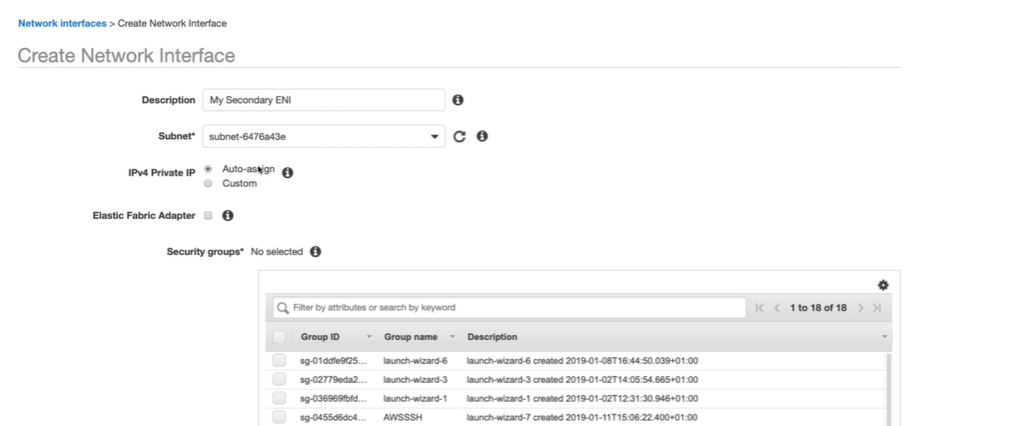 Network interfaces > Create Network Interface
Create Network Interface
Description My Secondary ENI
Subnet* subnet-6476a43e
IPv4 Private IP Auto-assign
Custom
Elastic Fabric Adapter
Security groups* No selected
Filter by attributes or search by keyword 1 to 18 of 18
Group ID Group name Description
sg-01ddfe9f25... launch-wizard-6 launch-wizard-6 created 2019-01-08T16:44:50.039+01:00
sg-02779eda2... launch-wizard-3 launch-wizard-3 created 2019-01-02T14:05:54.665+01:00
sg-036969fbfd... launch-wizard-1 launch-wizard-1 created 2019-01-02T12:31:30.946+01:00
sg-0455d6dc4... AWSSSH launch-wizard-7 created 2019-01-11T15:06:22.400+01:00